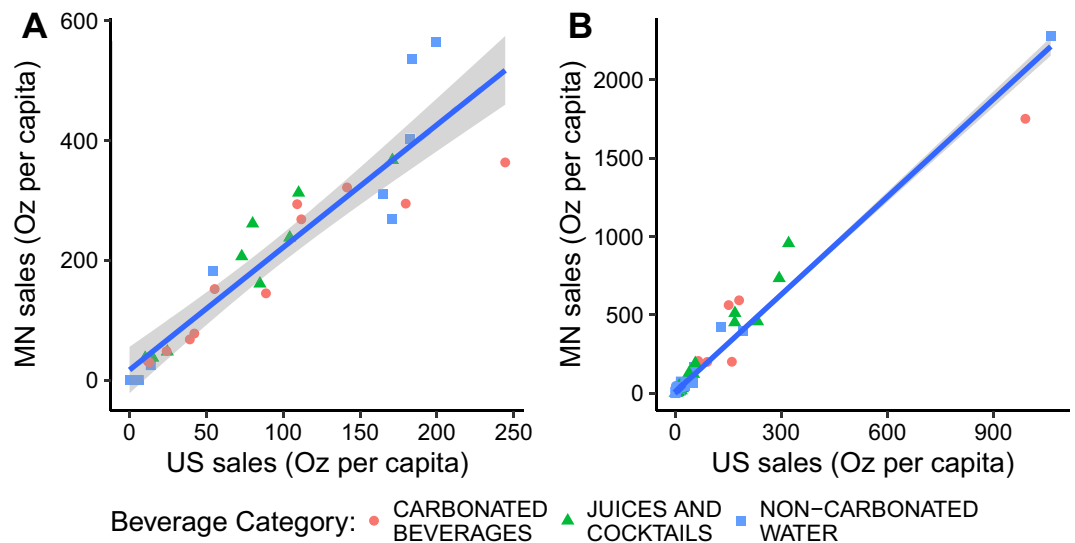 A
B
MN sales (Oz per capita)
600
400
200
0
0 50 100 150 200 250
US sales (Oz per capita)
MN sales (Oz per capita)
2000
1500
1000
500
0
0 300 600 900
US sales (Oz per capita)
Beverage Category: CARBONATED BEVERAGES JUICES AND COCKTAILS NON−CARBONATED WATER